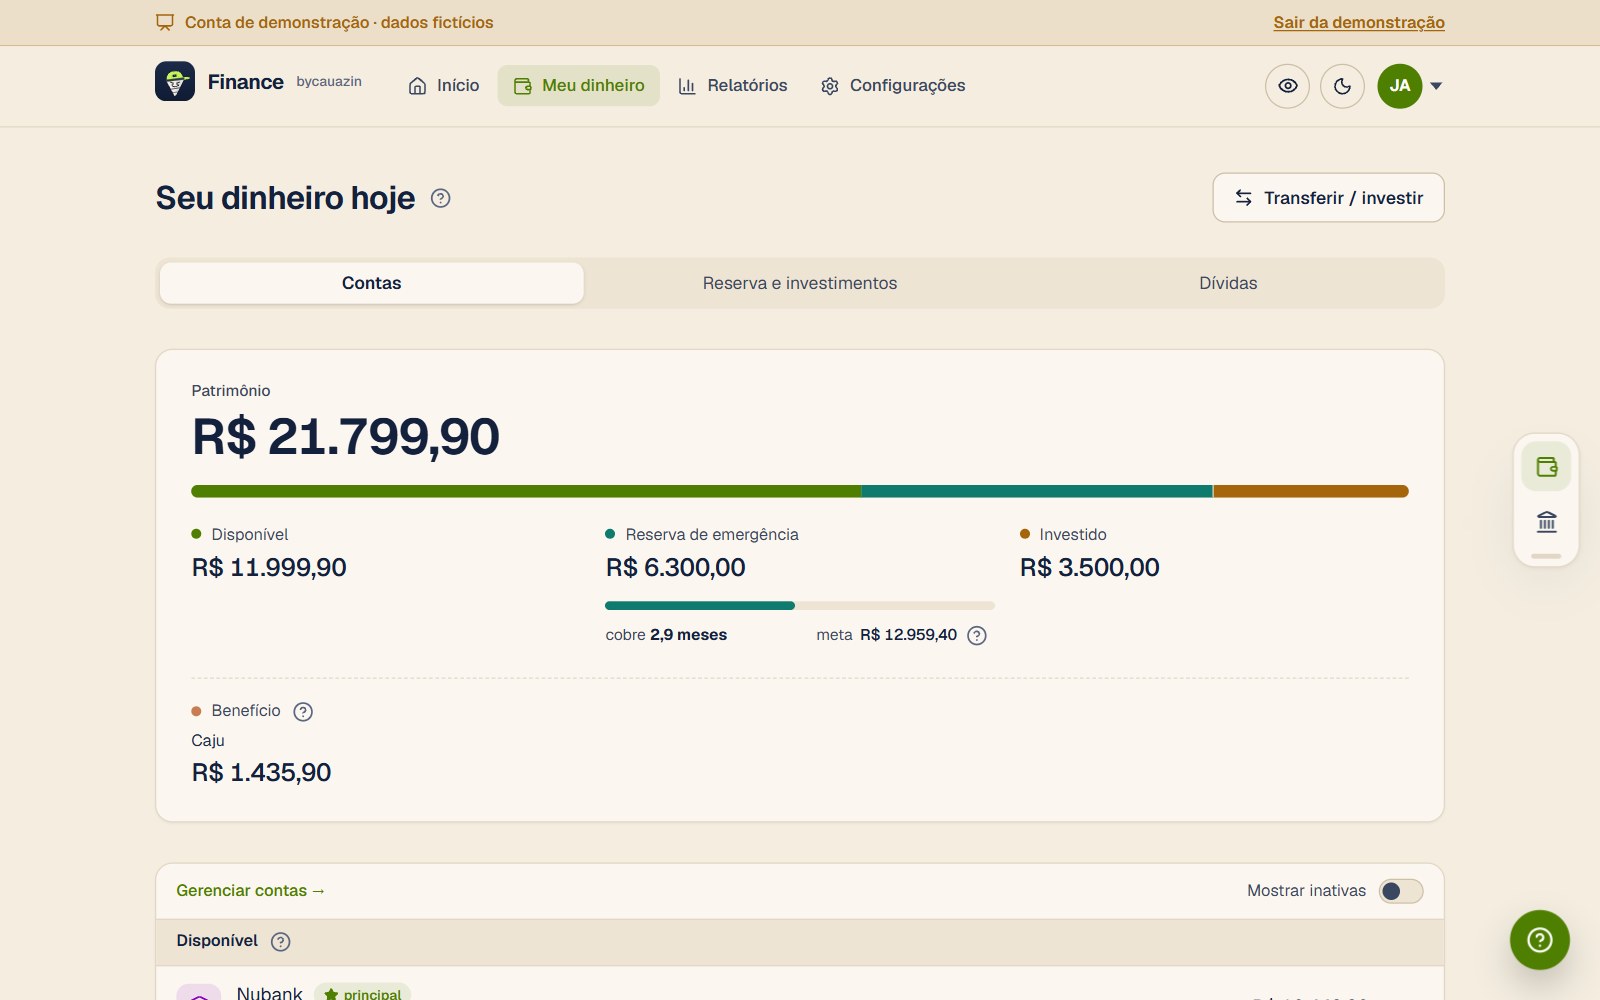 Conta de demonstração · dados fictícios
Sair da demonstração
Finance bycauazin
Início
Meu dinheiro
Relatórios
Configurações
JA
Seu dinheiro hoje
Transferir / investir
Contas
Reserva e investimentos
Dívidas
Patrimônio
R$ 21.799,90
Disponível
R$ 11.999,90
Reserva de emergência
R$ 6.300,00
cobre 2,9 meses
meta R$ 12.959,40
Investido
R$ 3.500,00
Benefício
Caju
R$ 1.435,90
Gerenciar contas →
Mostrar inativas
Disponível
Nubank
principal